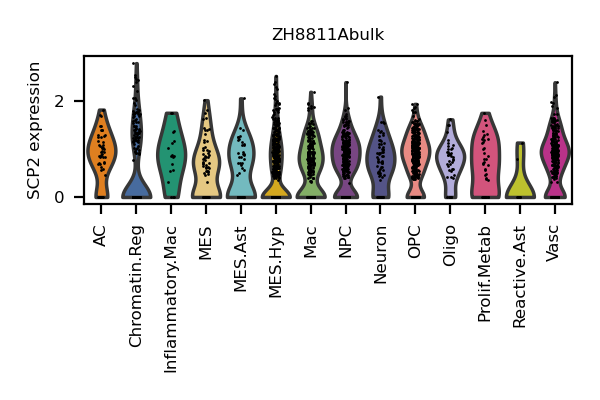 ZH8811Abulk
SCP2 expression
2
0
AC
Chromatin.Reg
Inflammatory.Mac
MES
MES.Ast
MES.Hyp
Mac
NPC
Neuron
OPC
Oligo
Prolif.Metab
Reactive.Ast
Vasc